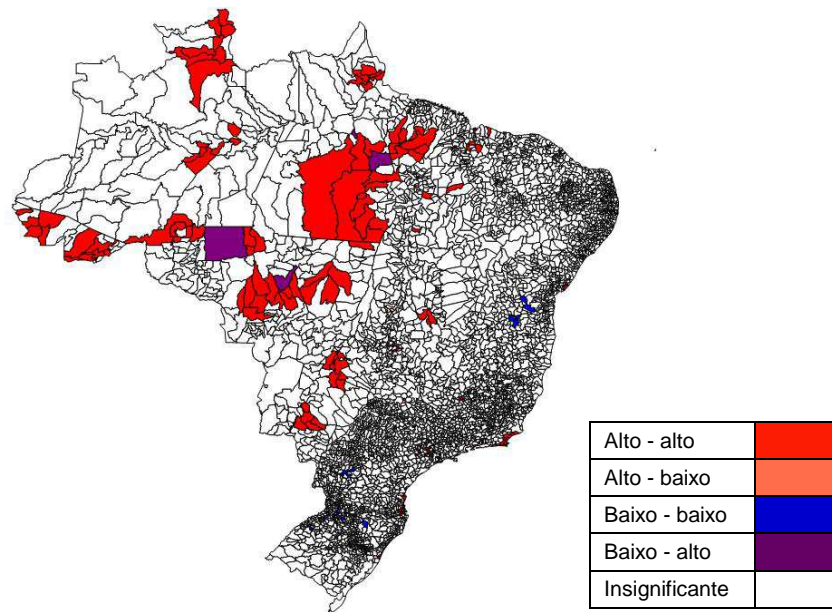 Alto - alto
Alto - baixo
Baixo - baixo
Baixo - alto
Insignificante